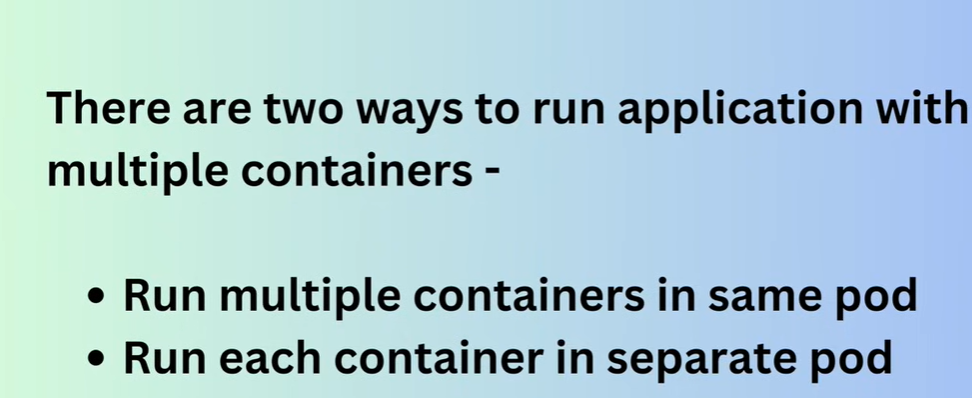 There are two ways to run application with
multiple containers -
• Run multiple containers in same pod
• Run each container in separate pod